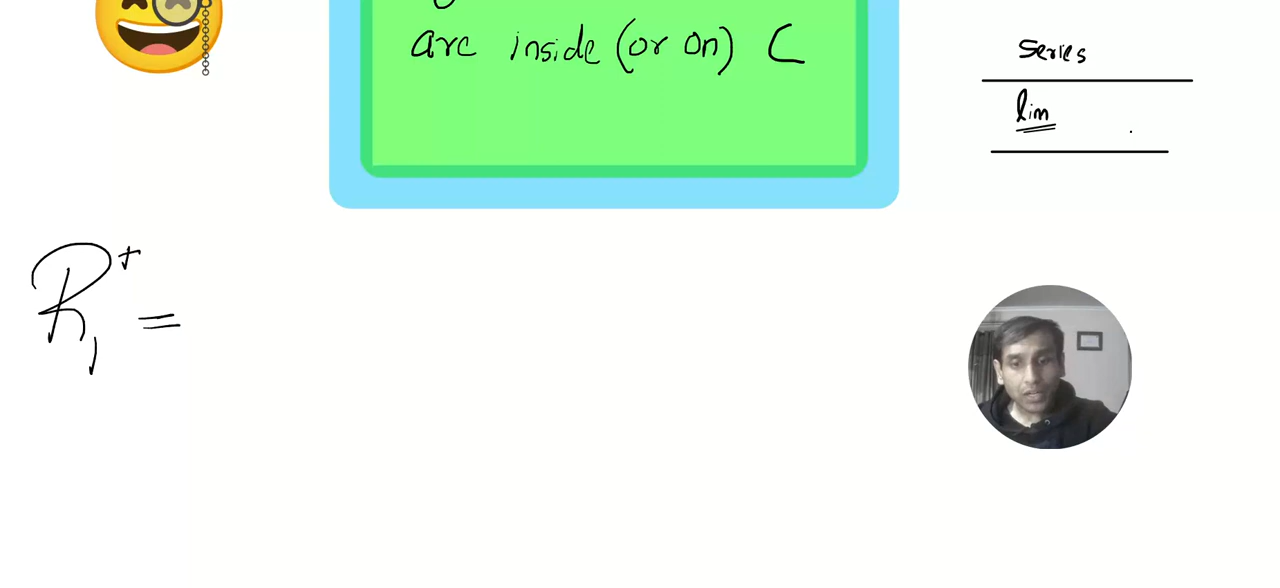 are inside (or on) C
series
lim
R₁⁺ =